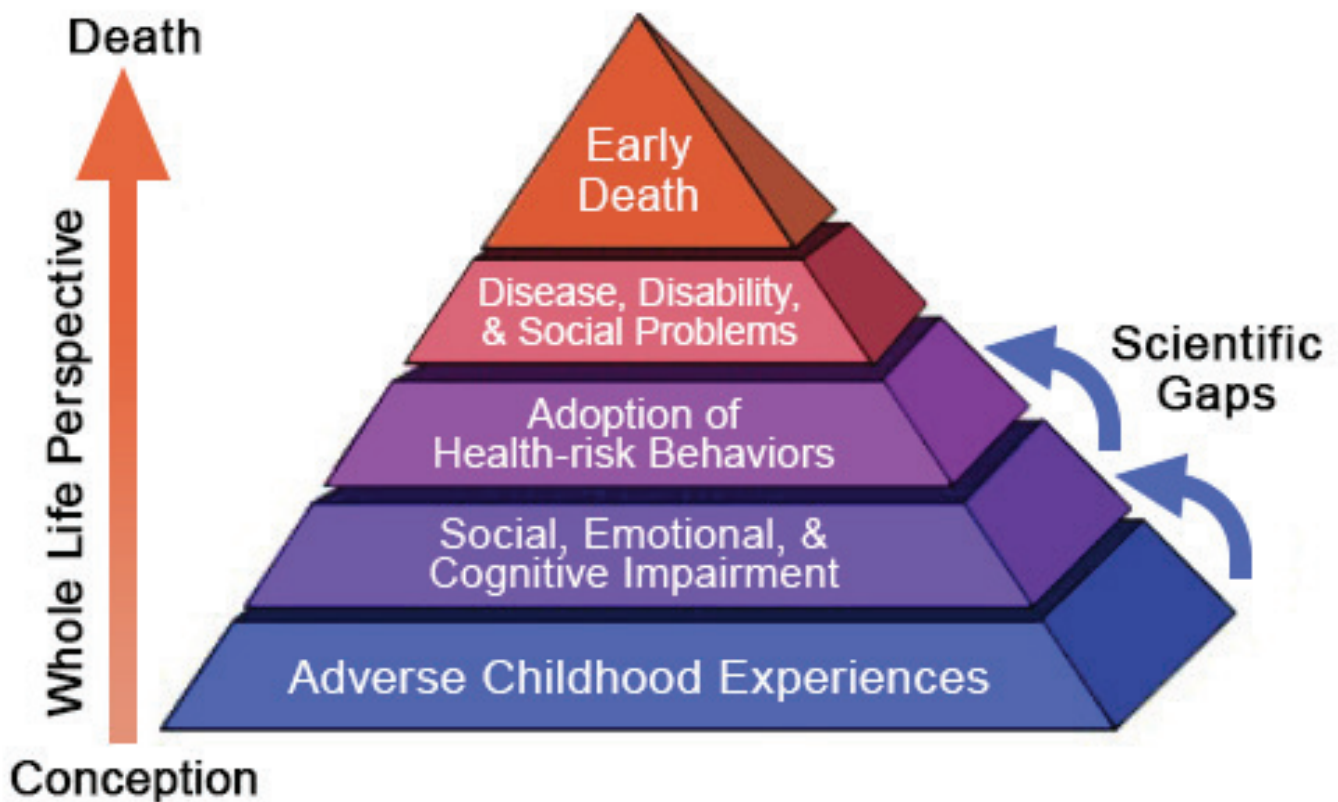 Death
Whole Life Perspective
Conception
Early
Death
Disease, Disability,
& Social Problems
Adoption of
Health-risk Behaviors
Social, Emotional, &
Cognitive Impairment
Adverse Childhood Experiences
Scientific
Gaps